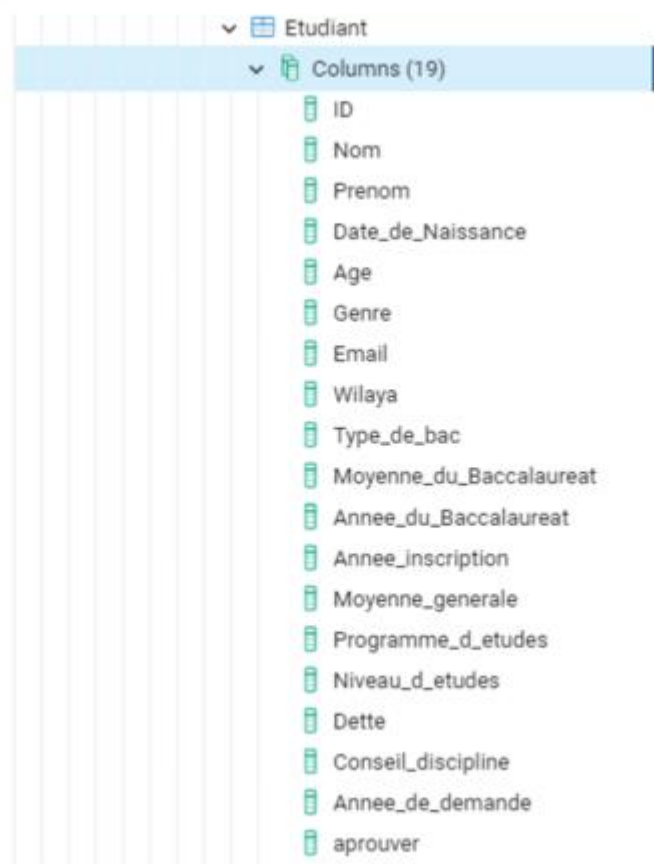 Etudiant
Columns (19)
ID
Nom
Prenom
Date_de_Naissance
Age
Genre
Email
Wilaya
Type_de_bac
Moyenne_du_Baccalaureat
Annee_du_Baccalaureat
Annee_inscription
Moyenne_generale
Programme_d_etudes
Niveau_d_etudes
Dette
Conseil_discipline
Annee_de_demande
aprouver